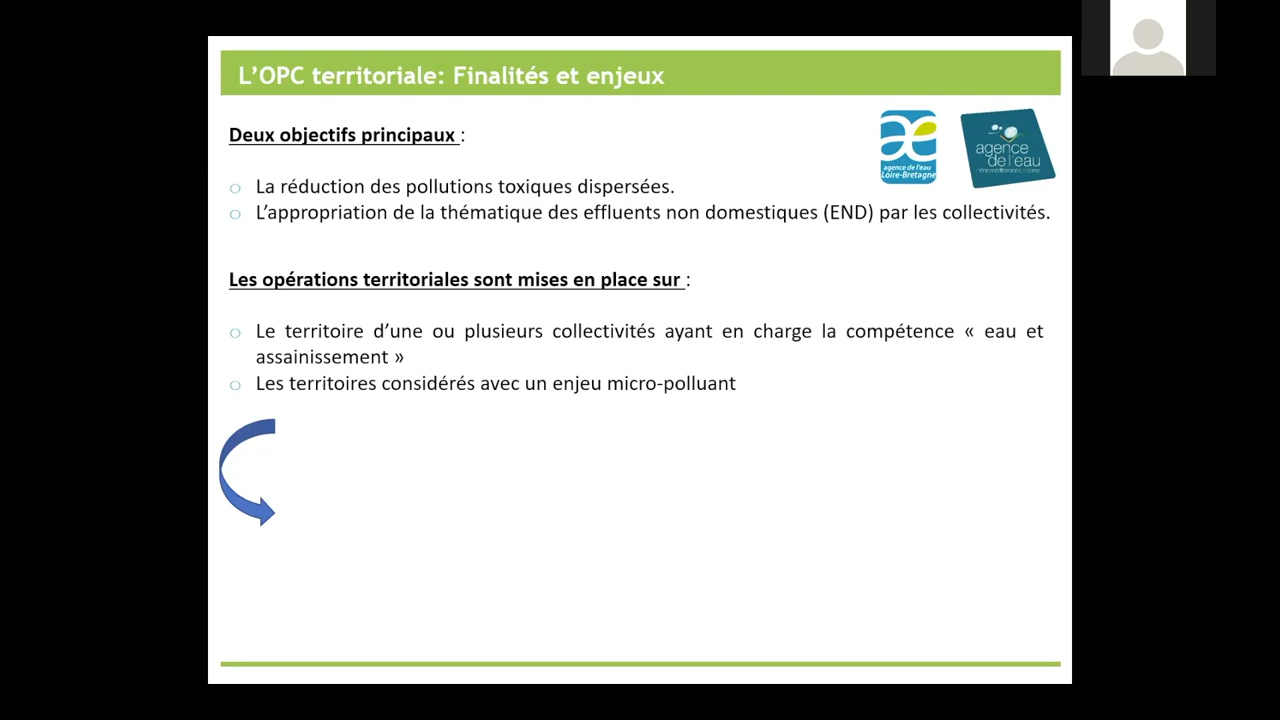 L'OPC territoriale: Finalités et enjeux
Deux objectifs principaux :
La réduction des pollutions toxiques dispersées.
L'appropriation de la thématique des effluents non domestiques (END) par les collectivités.
Les opérations territoriales sont mises en place sur :
Le territoire d'une ou plusieurs collectivités ayant en charge la compétence « eau et
assainissement »
Les territoires considérés avec un enjeu micro-polluant
æ
agence de l'eau
Loire-Bretagne
agence
de l'eau